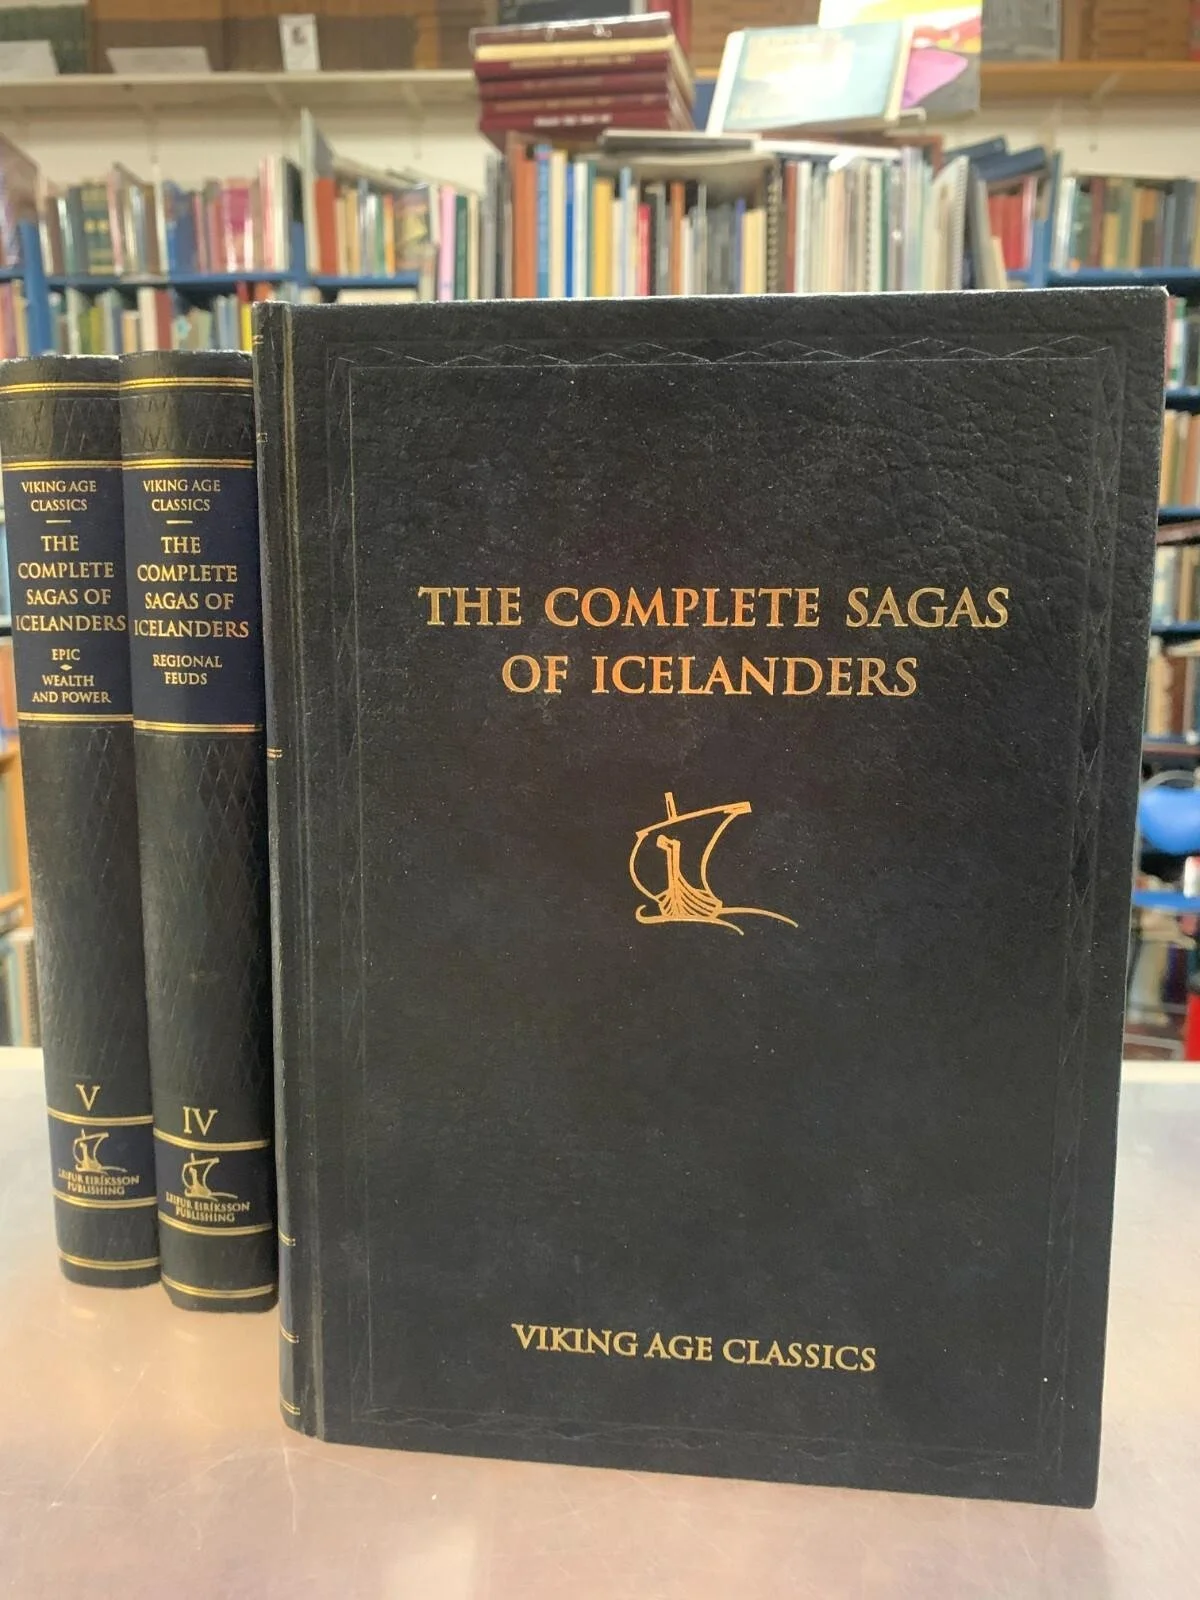 VIKING AGE
CLASSICS
THE
COMPLETE
SAGAS OF
ICELANDERS
EPIC
WEALTH
AND POWER
V
LEIFUR EIRÍKSSON
PUBLISHING
VIKING AGE
CLASSICS
THE
COMPLETE
SAGAS OF
ICELANDERS
REGIONAL
FEUDS
IV
LEIFUR EIRÍKSSON
PUBLISHING
THE COMPLETE SAGAS
OF ICELANDERS
VIKING AGE CLASSICS